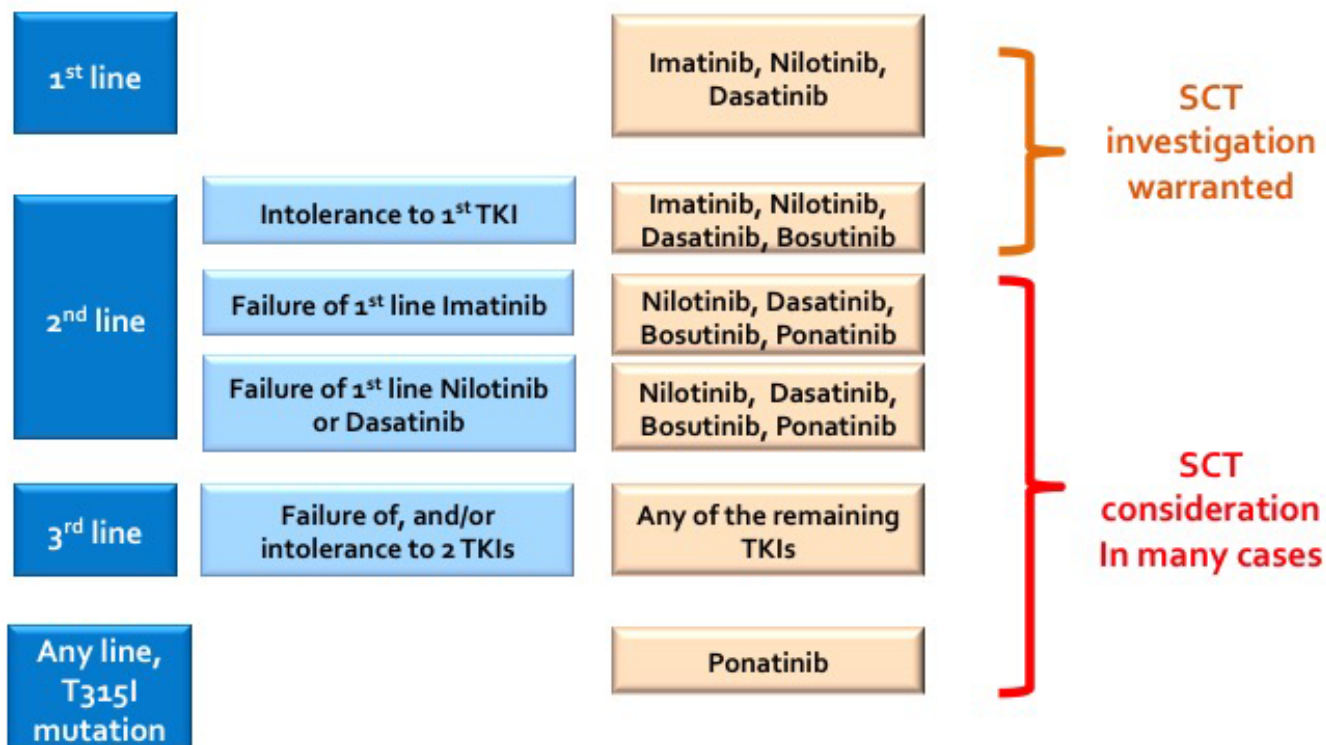 1st line
Imatinib, Nilotinib,
Dasatinib
SCT
investigation
warranted
2nd line
Intolerance to 1st TKI
Imatinib, Nilotinib,
Dasatinib, Bosutinib
Failure of 1st line Imatinib
Nilotinib, Dasatinib,
Bosutinib, Ponatinib
Failure of 1st line Nilotinib
or Dasatinib
Nilotinib, Dasatinib,
Bosutinib, Ponatinib
SCT
consideration
In many cases
3rd line
Failure of, and/or
intolerance to 2 TKIs
Any of the remaining
TKIs
Any line,
T315I
mutation
Ponatinib